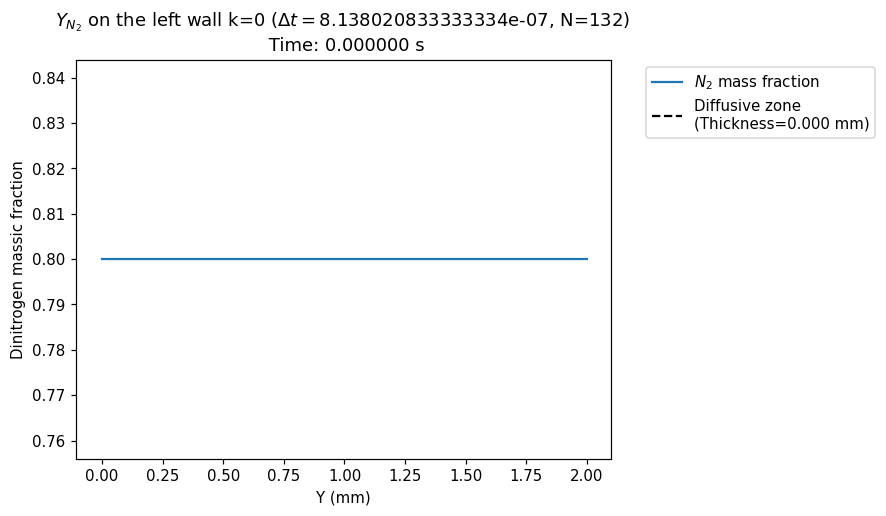 $Y_{N_2}$ on the left wall k=0 ($\Delta t = 8.138020833333334$e-07, N=132)
Time: 0.000000 s
$N_2$ mass fraction
Diffusive zone
(Thickness=0.000 mm)
Dinitrogen massic fraction
0.84
0.83
0.82
0.81
0.80
0.79
0.78
0.77
0.76
0.00 0.25 0.50 0.75 1.00 1.25 1.50 1.75 2.00
Y (mm)